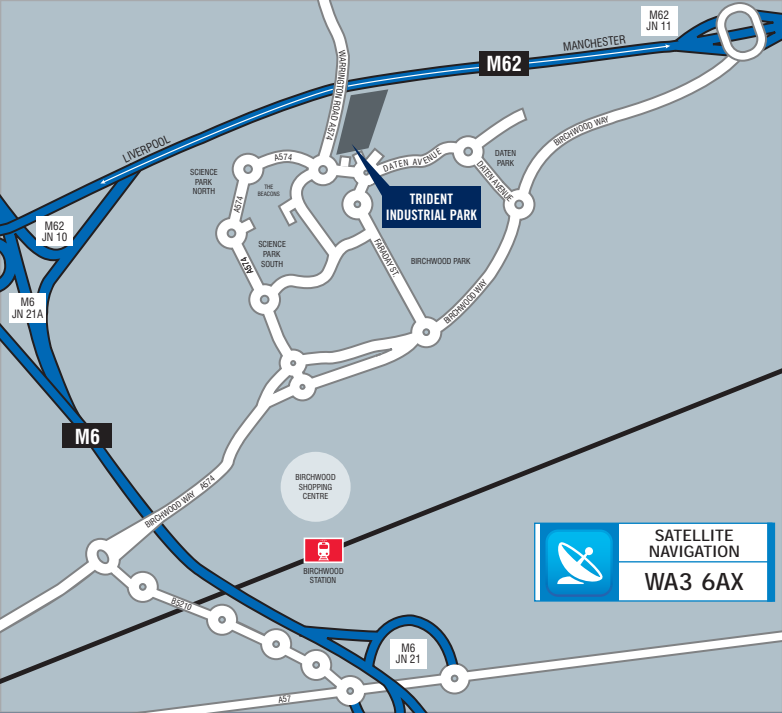 M62
JN 11
MANCHESTER
M62
WARRINGTON ROAD A574
LIVERPOOL
BIRCHWOOD WAY
A574
DATEN AVENUE
DATEN
PARK
DATEN AVENUE
SCIENCE
PARK
NORTH
THE
BEACONS
A574
TRIDENT
INDUSTRIAL PARK
M62
JN 10
SCIENCE
PARK
SOUTH
A574
FARADAY ST.
BIRCHWOOD PARK
BIRCHWOOD WAY
M6
JN 21A
M6
BIRCHWOOD
SHOPPING
CENTRE
BIRCHWOOD WAY A574
BIRCHWOOD
STATION
SATELLITE
NAVIGATION
WA3 6AX
B5210
M6
JN 21
A57